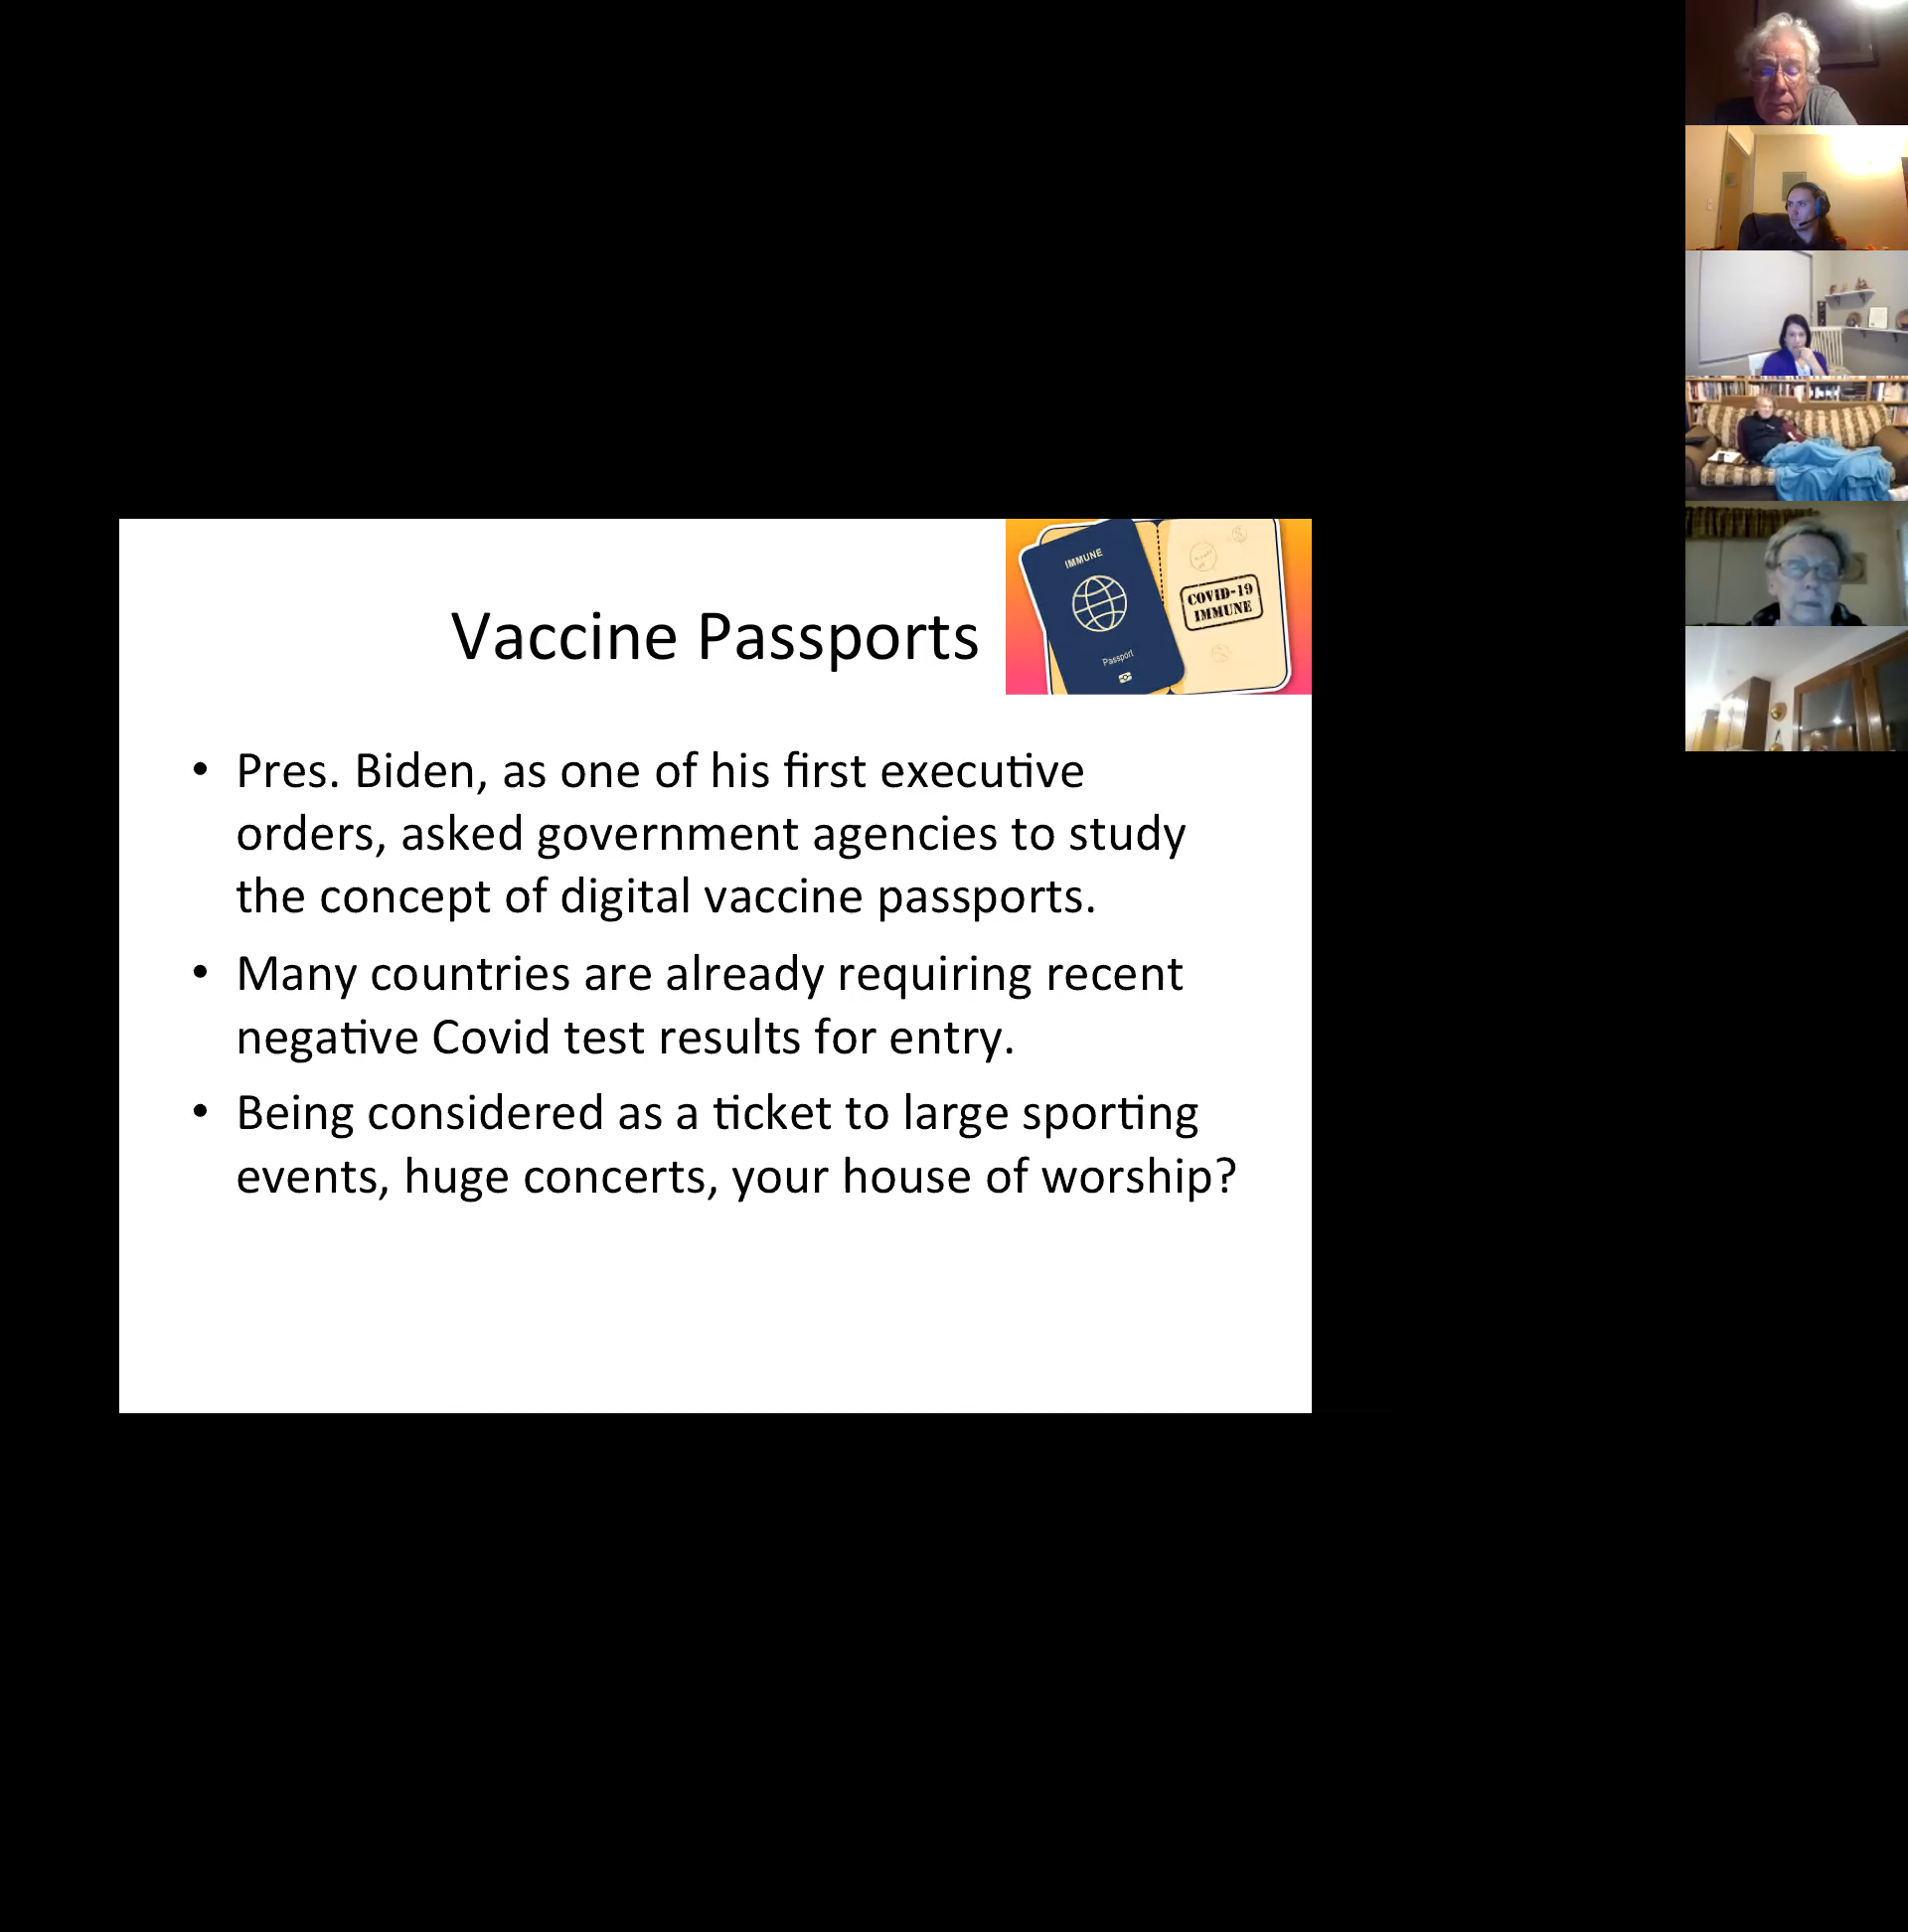 IMMUNE
Passport
COVID-19
IMMUNE
Vaccine Passports
• Pres. Biden, as one of his first executive
orders, asked government agencies to study
the concept of digital vaccine passports.
• Many countries are already requiring recent
negative Covid test results for entry.
• Being considered as a ticket to large sporting
events, huge concerts, your house of worship?